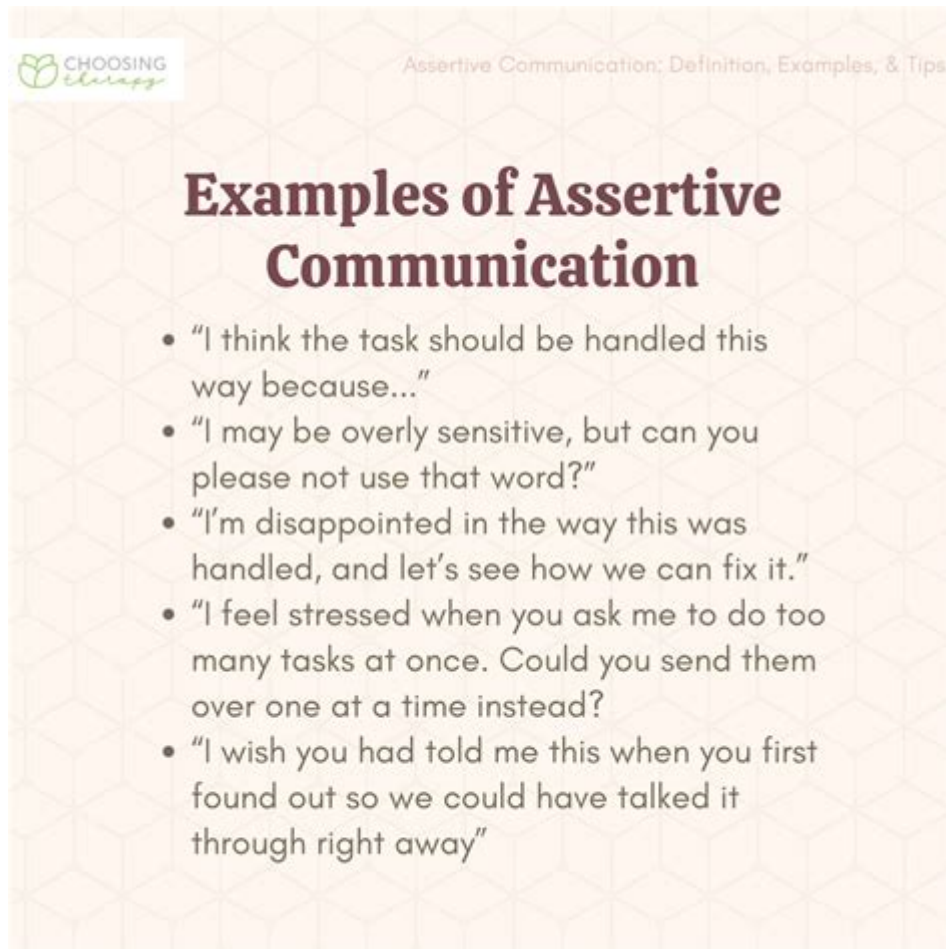 CHOOSING
therapy
Assertive Communication: Definition, Examples, & Tips
Examples of Assertive
Communication
• “I think the task should be handled this
way because...”
• “I may be overly sensitive, but can you
please not use that word?”
• “I’m disappointed in the way this was
handled, and let’s see how we can fix it.”
• “I feel stressed when you ask me to do too
many tasks at once. Could you send them
over one at a time instead?
• “I wish you had told me this when you first
found out so we could have talked it
through right away”